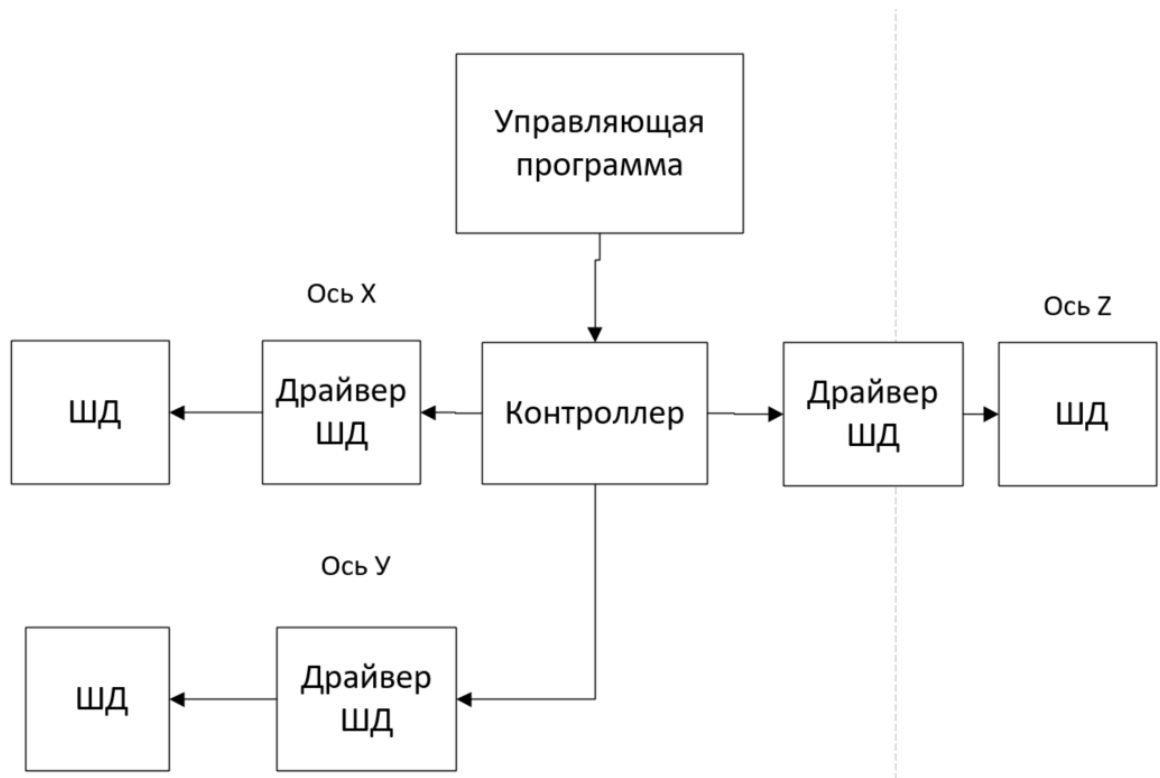 Управляющая
программа
Ось X
Ось Z
ШД
Драйвер
ШД
Контроллер
Драйвер
ШД
ШД
Ось У
ШД
Драйвер
ШД